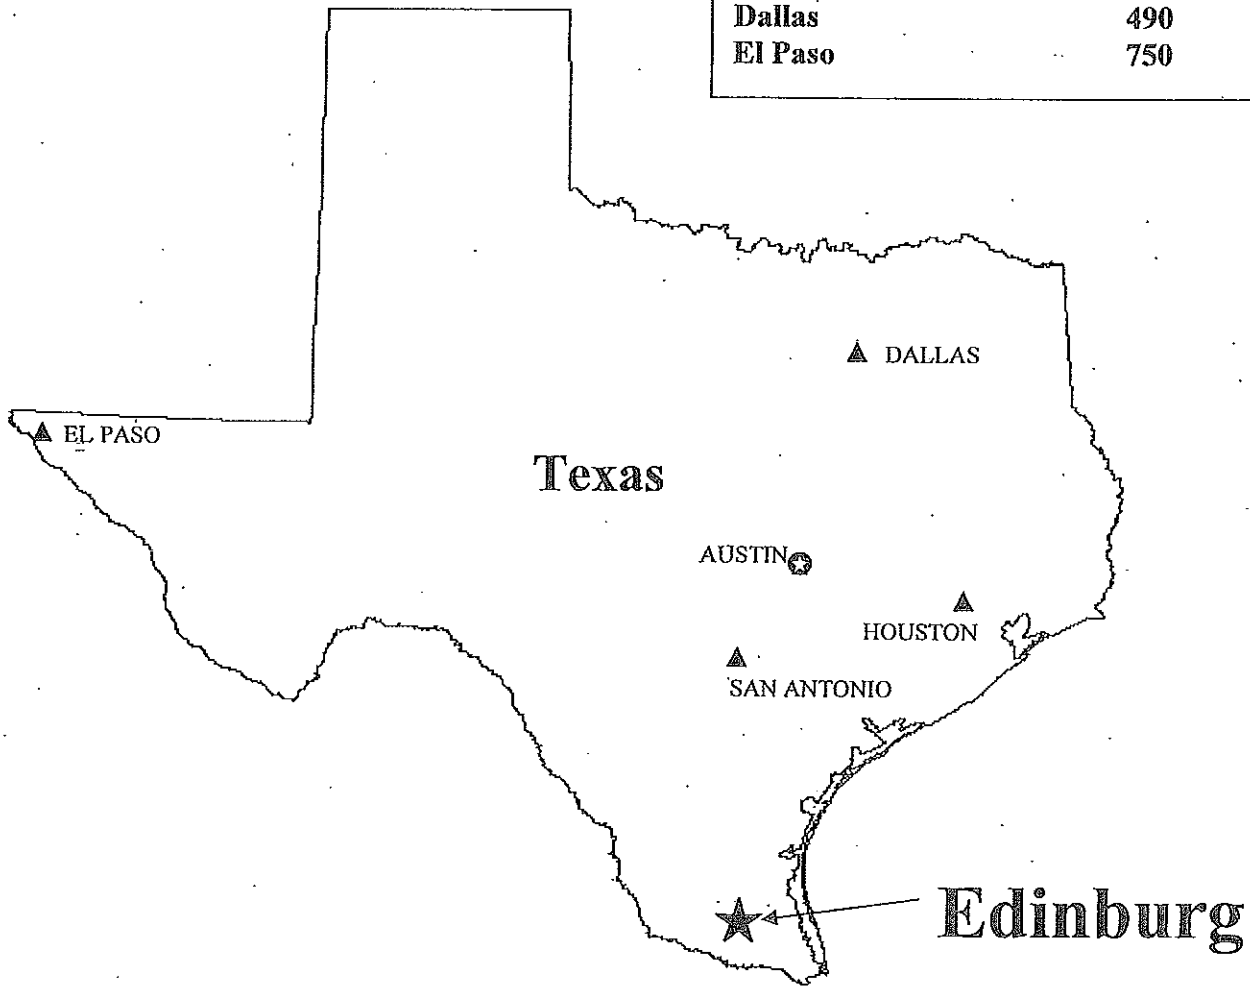 Dallas 490
El Paso 750
DALLAS
EL PASO
Texas
AUSTIN
HOUSTON
SAN ANTONIO
Edinburg